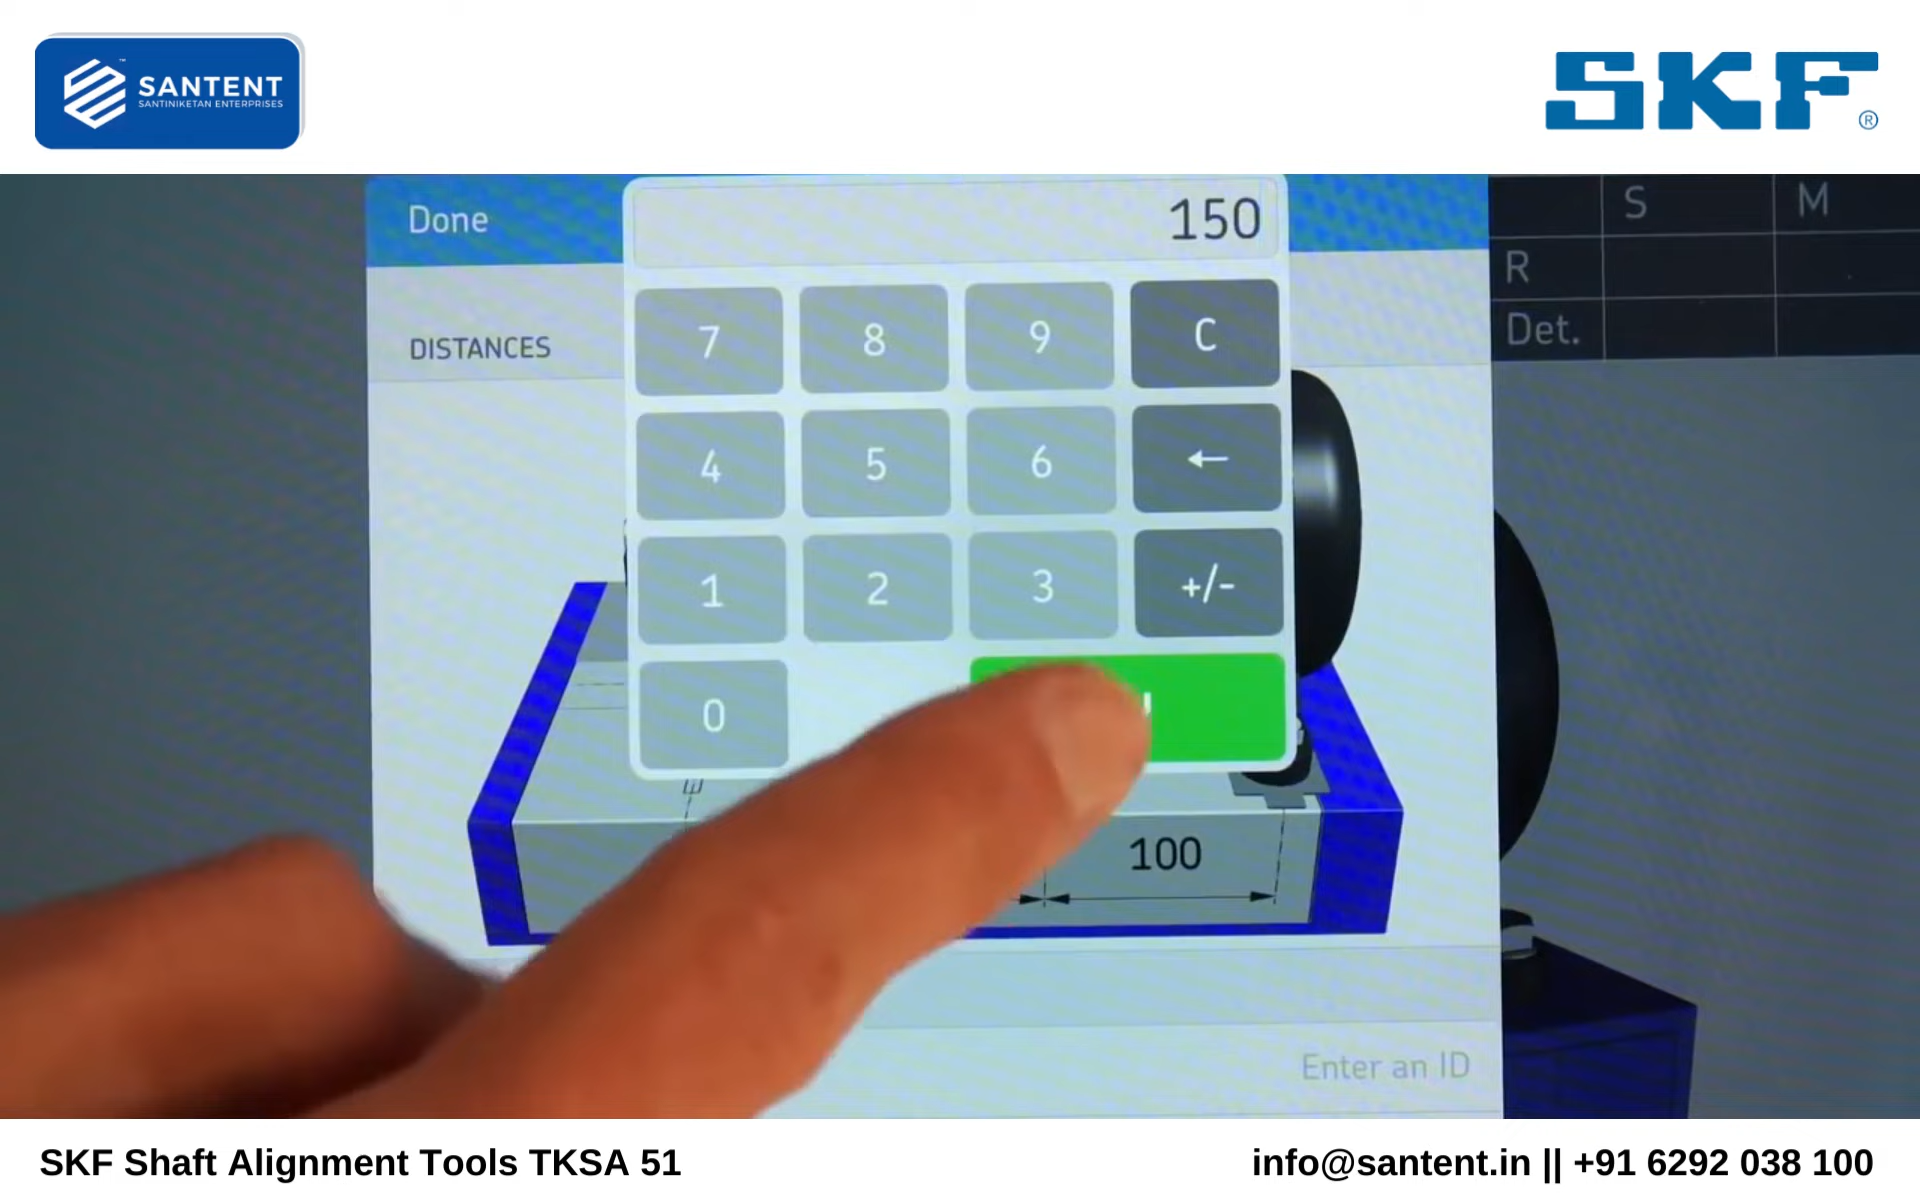 SANTENT
SANTINIKETAN ENTERPRISES
SKF®
Done
150
S
M
R
Det.
DISTANCES
7 8 9 C
4 5 6 ←
1 2 3 +/-
0
100
Enter an ID
SKF Shaft Alignment Tools TKSA 51
info@santent.in || +91 6292 038 100